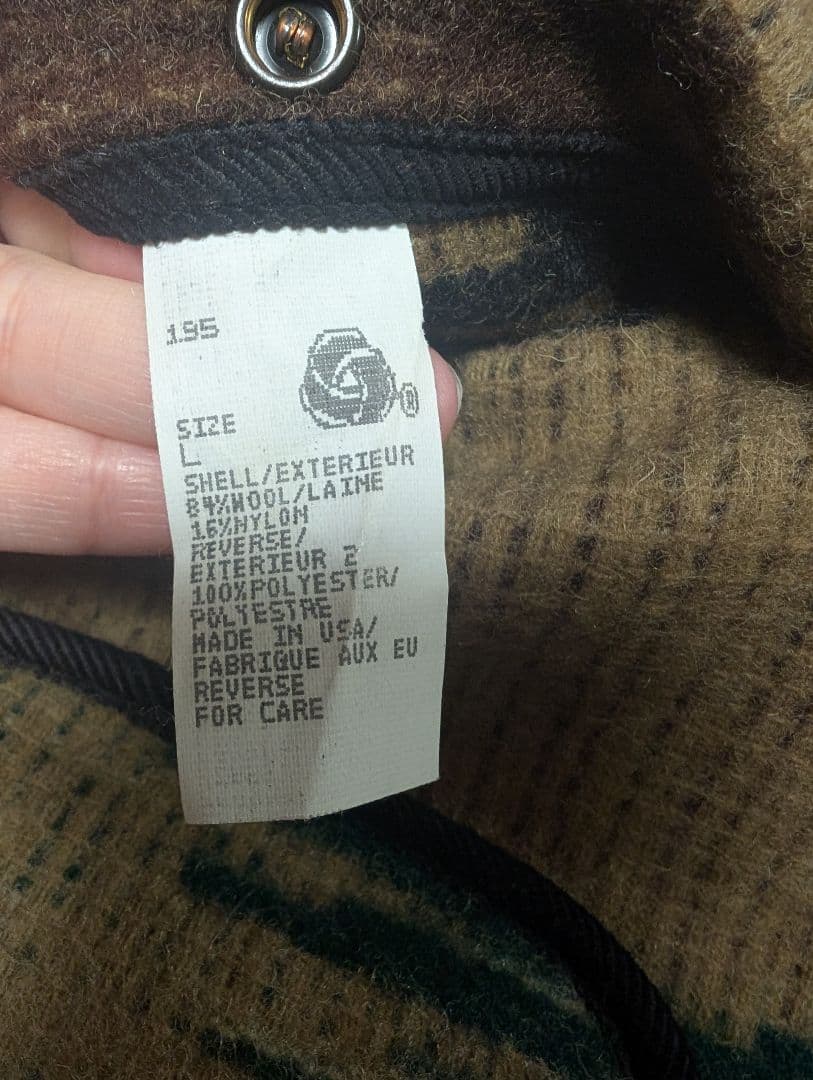 195
®
SIZE
L
SHELL/EXTERIEUR
84%WOOL/LAINE
16%NYLON
REVERSE/
EXTERIEUR 2
100%POLYESTER/
POLYESTRE
MADE IN USA/
FABRIQUE AUX EU
REVERSE
FOR CARE